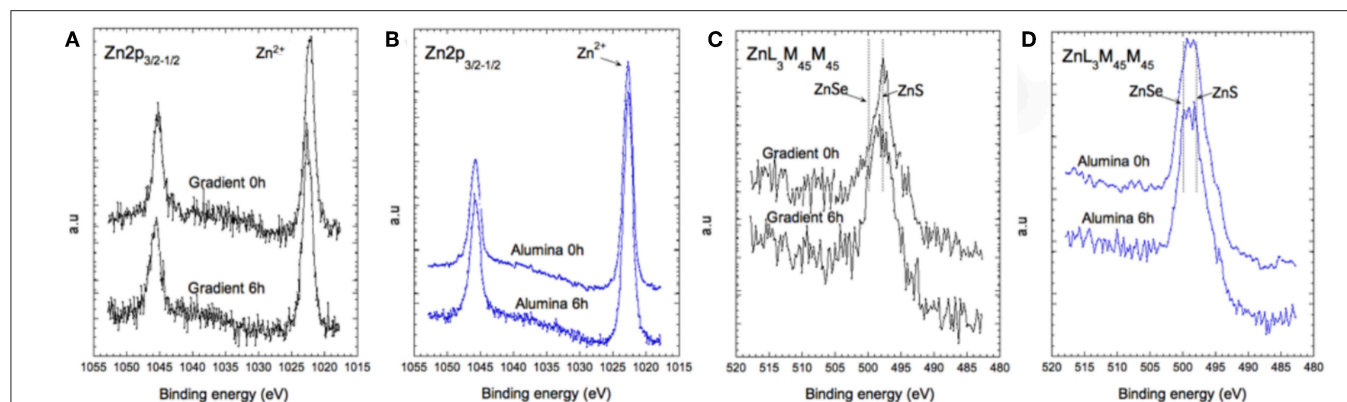 A
Zn2p3/2-1/2
Zn2+
Gradient 0h
Gradient 6h
a.u
1055 1050 1045 1040 1035 1030 1025 1020 1015
Binding energy (eV)
B
Zn2p3/2-1/2
Zn2+
Alumina 0h
Alumina 6h
a.u
1055 1050 1045 1040 1035 1030 1025 1020 1015
Binding energy (eV)
C
ZnL3M45M45
ZnSe
ZnS
Gradient 0h
Gradient 6h
a.u
520 515 510 505 500 495 490 485 480
Binding energy (eV)
D
ZnL3M45M45
ZnSe
ZnS
Alumina 0h
Alumina 6h
a.u
520 515 510 505 500 495 490 485 480
Binding energy (eV)